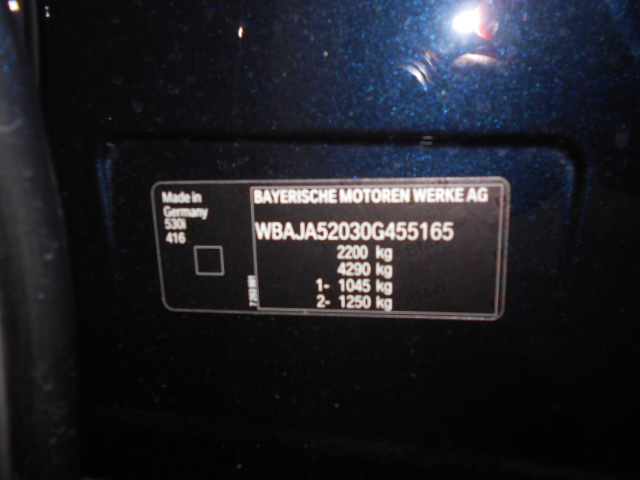 Made in
Germany
530i
416
BAYERISCHE MOTOREN WERKE AG
WBAJA52030G455165
2200 kg
4290 kg
1- 1045 kg
2- 1250 kg